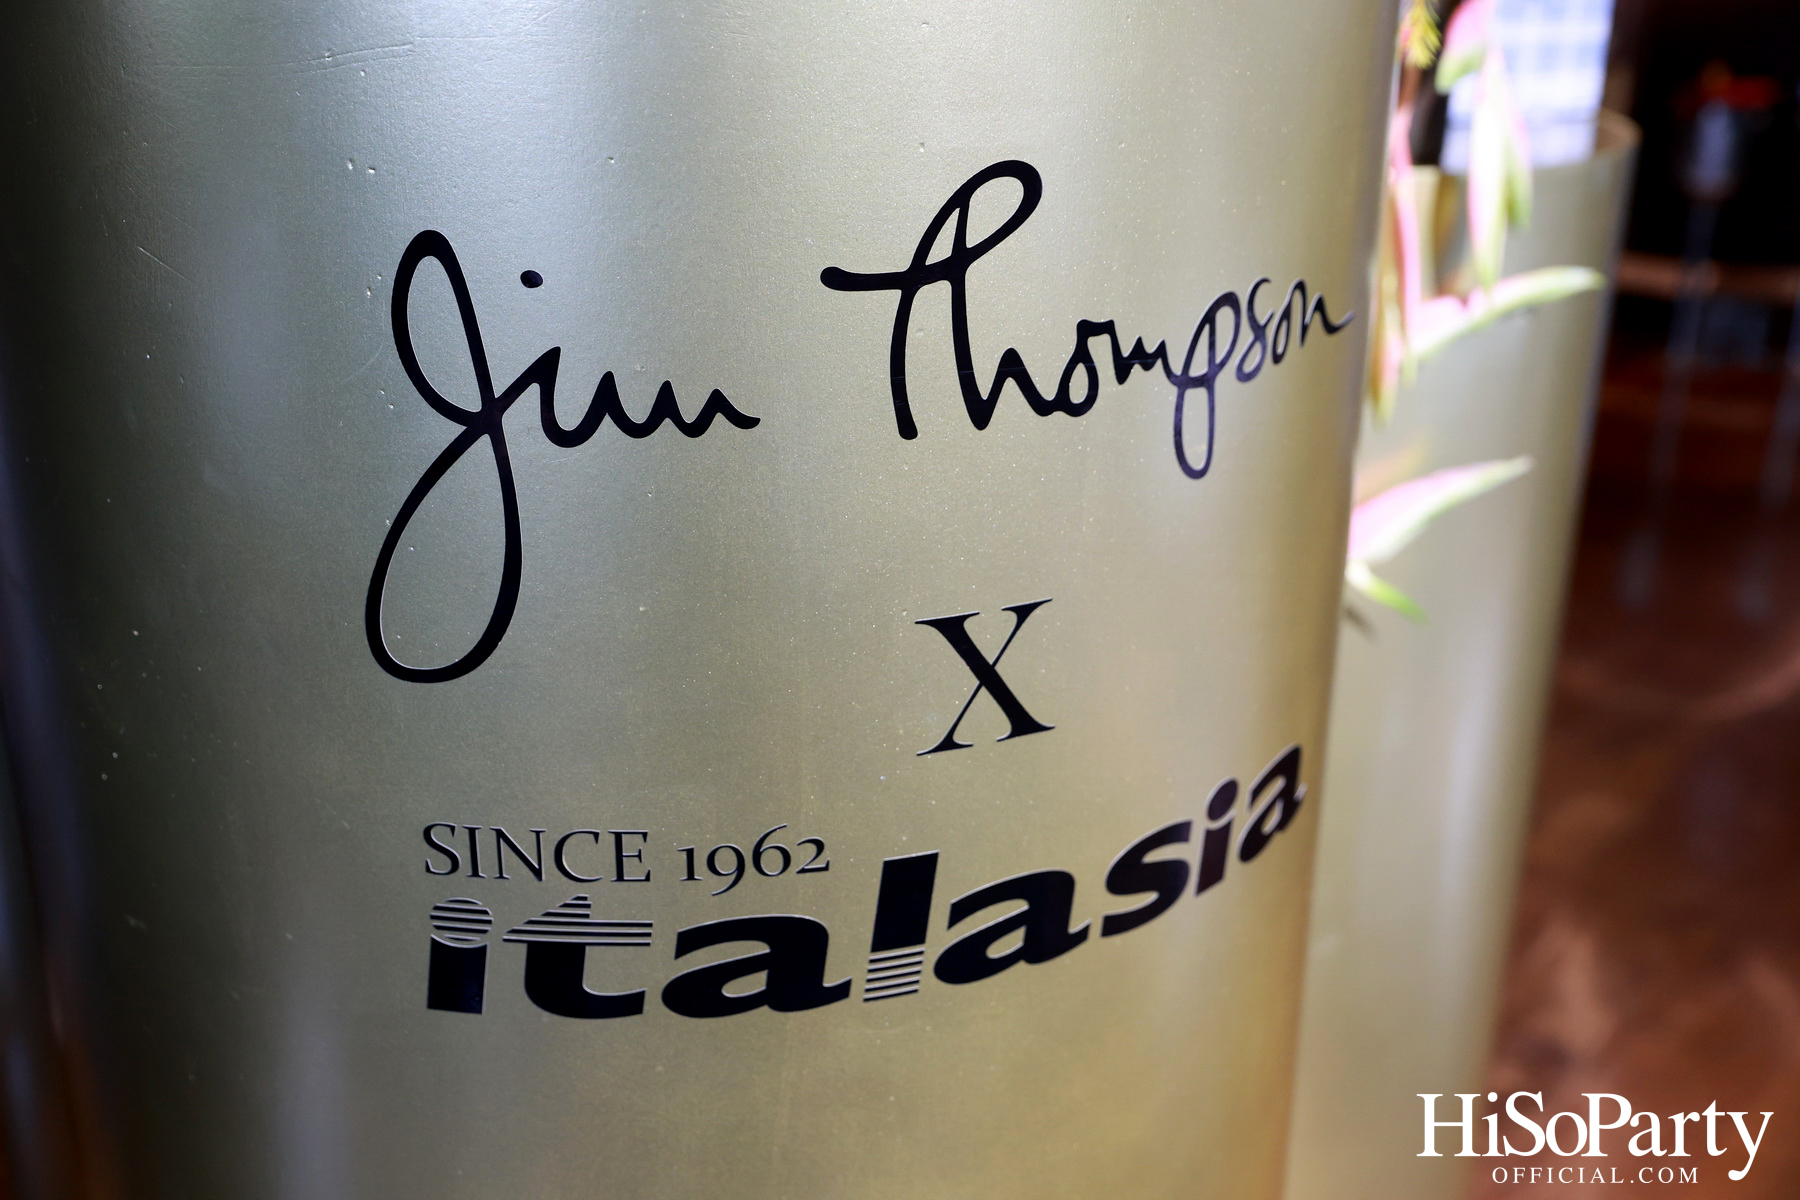 Jim Thompson
X
SINCE 1962
italasia
HiSoParty
OFFICIAL.COM